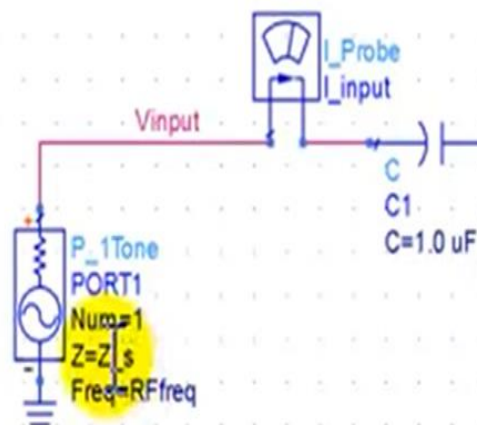 I_Probe
I_input
Vinput
C
C1
C=1.0 uF
+
P_1Tone
PORT1
Num=1
Z=Z_s
Freq=RFfreq
-